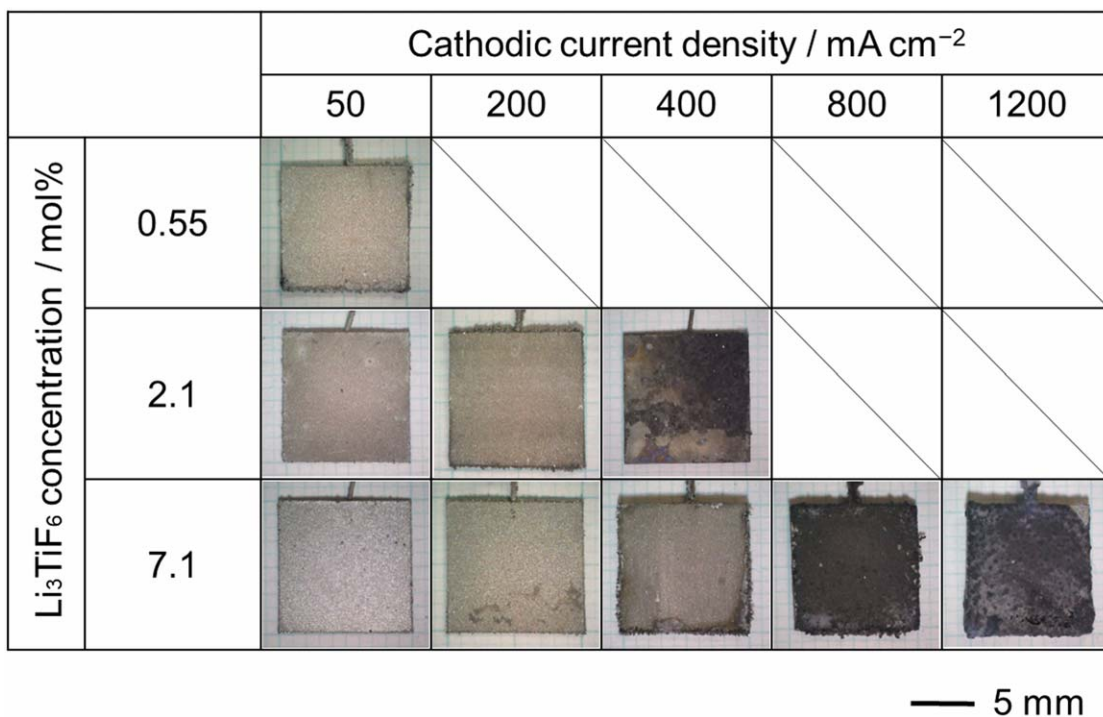 Cathodic current density / mA cm⁻²
50 200 400 800 1200
Li₃TiF₆ concentration / mol%
0.55
2.1
7.1
5 mm